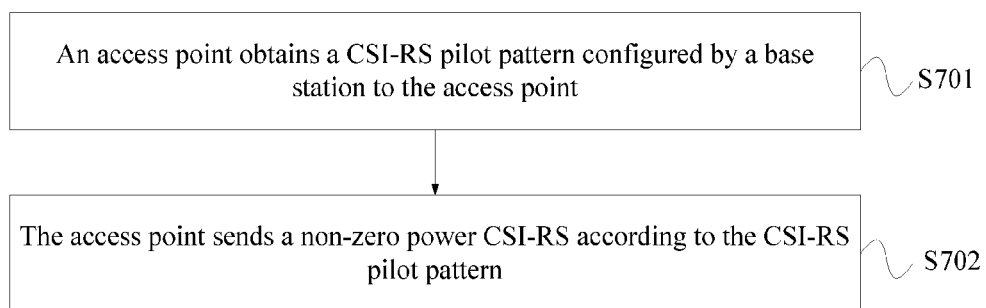 An access point obtains a CSI-RS pilot pattern configured by a base
station to the access point
S701
The access point sends a non-zero power CSI-RS according to the CSI-RS
pilot pattern
S702